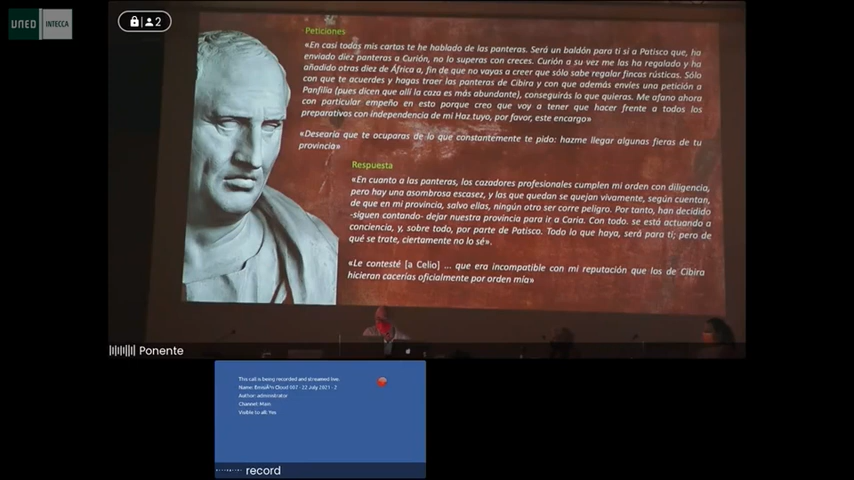 UNED
INTECCA
2
Peticiones
«En casi todas mis cartas te he hablado de las panteras. Será un baldón para ti si a Patisco que, ha
enviado diez panteras a Curión, no lo superas con creces. Curión a su vez me las ha regalado y ha
añadido otras diez de África a, fin de que no vayas a creer que sólo sabe regalar fincas rústicas. Sólo
con que te acuerdes y hagas traer las panteras de Cibira y con que además envíes una petición a
Panfilia (pues dicen que allí la caza es más abundante), conseguirás lo que quieras. Me afano ahora
con particular empeño en esto porque creo que voy a tener que hacer frente a todos los
preparativos con independencia de mi Haz tuyo, por favor, este encargo»
«Desearía que te ocuparas de lo que constantemente te pido: hazme llegar algunas fieras de tu
provincia»
Respuesta
«En cuanto a las panteras, los cazadores profesionales cumplen mi orden con diligencia,
pero hay una asombrosa escasez, y las que quedan se quejan vivamente, según cuentan,
de que en mi provincia, salvo ellas, ningún otro ser corre peligro. Por tanto, han decidido
-siguen contando- dejar nuestra provincia para ir a Caria. Con todo. se está actuando a
conciencia, y, sobre todo, por parte de Patisco. Todo lo que haya, será para ti; pero de
qué se trate, ciertamente no lo sé».
«Le contesté [a Celio] ... que era incompatible con mi reputación que los de Cibira
hicieran cacerías oficialmente por orden mía»
Ponente
This call is being recorded and streamed live.
Name: EmisiÃ³n Cloud 007 - 22 July 2021 - 2
Author: administrator
Channel: Main
Visible to all: Yes
record